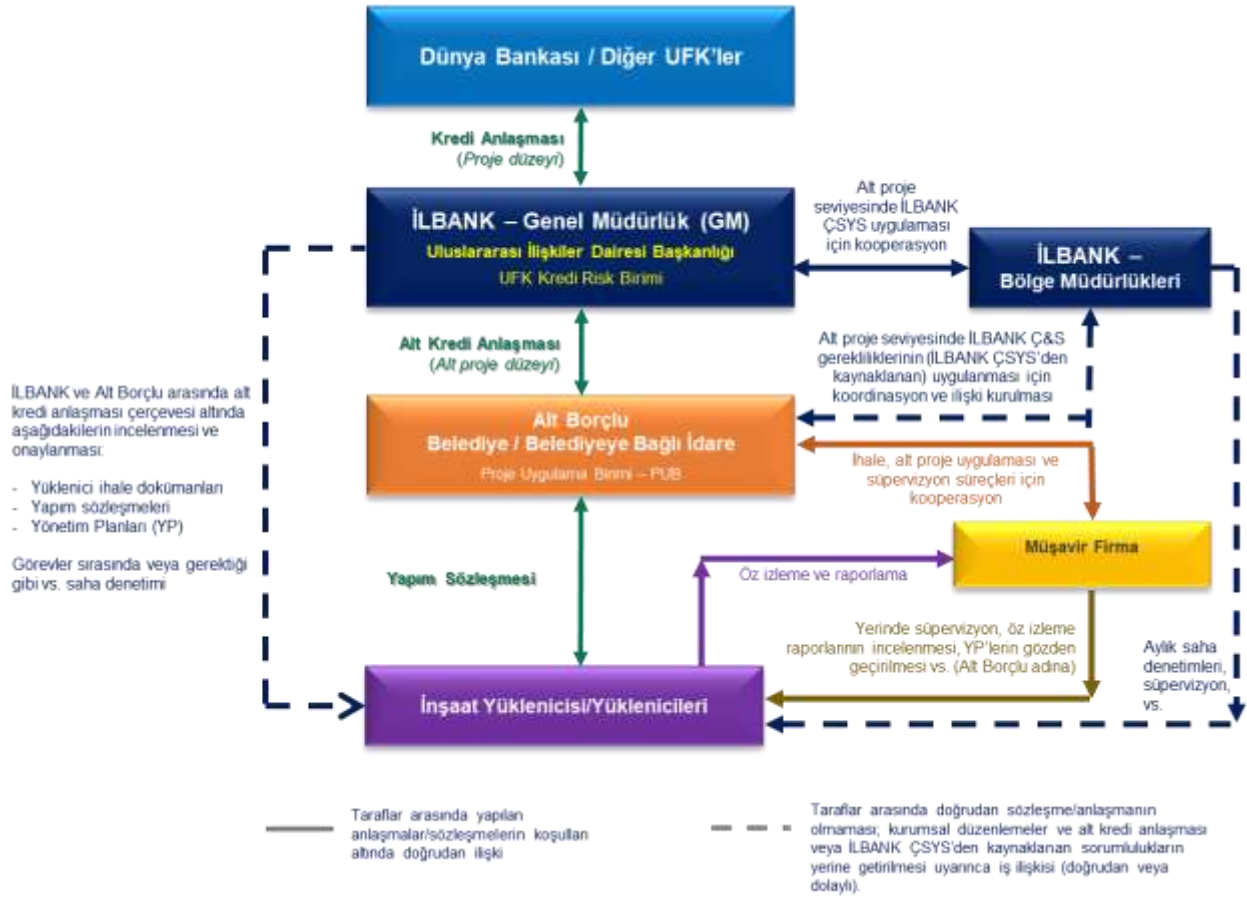 Dünya Bankası / Diğer UFK'ler
Kredi Anlaşması
(Proje düzeyi)
İLBANK – Genel Müdürlük (GM)
Uluslararası İlişkiler Dairesi Başkanlığı
UFK Kredi Risk Birimi
Alt proje
seviyesinde İLBANK
ÇSYS uygulaması
için kooperasyon
İLBANK –
Bölge Müdürlükleri
Alt Kredi Anlaşması
(Alt proje düzeyi)
Alt proje seviyesinde İLBANK Ç&S
gerekliliklerinin (İLBANK ÇSYS'den
kaynaklanan) uygulanması için
koordinasyon ve ilişki kurulması
İLBANK ve Alt Borçlu arasında alt
kredi anlaşması çerçevesi altında
aşağıdakilerin incelenmesi ve
onaylanması:
- Yüklenici ihale dokümanları
- Yapım sözleşmeleri
- Yönetim Planları (YP)
Görevler sırasında veya gerektiği
gibi vs. saha denetimi
Alt Borçlu
Belediye / Belediyeye Bağlı İdare
Proje Uygulama Birimi – PUB
İhale, alt proje uygulaması ve
süpervizyon süreçleri için
kooperasyon
Müşavir Firma
Yapım Sözleşmesi
Öz izleme ve raporlama
Yerinde süpervizyon, öz izleme
raporlarının incelenmesi, YP'lerin gözden
geçirilmesi vs. (Alt Borçlu adına)
Aylık saha
denetimleri,
süpervizyon,
vs.
İnşaat Yüklenicisi/Yüklenicileri
Taraflar arasında yapılan
anlaşmalar/sözleşmelerin koşulları
altında doğrudan ilişki
Taraflar arasında doğrudan sözleşme/anlaşmanın
olmaması; kurumsal düzenlemeler ve alt kredi anlaşması
veya İLBANK ÇSYS'den kaynaklanan sorumlulukların
yerine getirilmesi uyarınca iş ilişkisi (doğrudan veya
dolaylı).